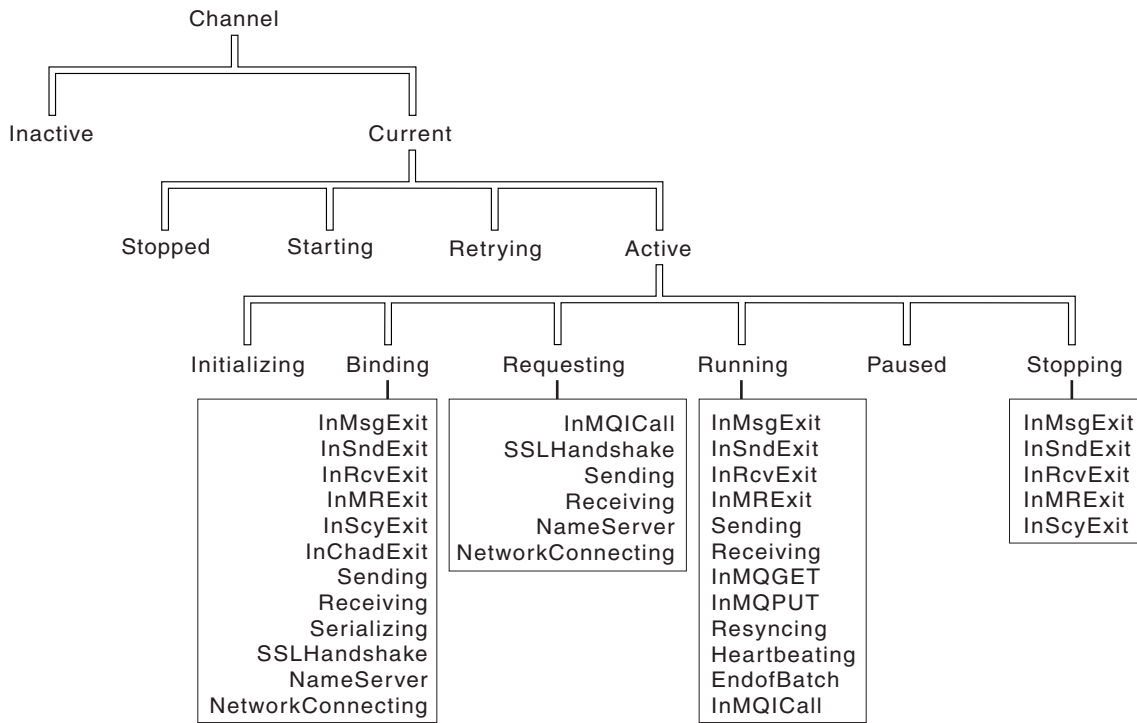 Channel
Inactive
Current
Stopped
Starting
Retrying
Active
Initializing
Binding
Requesting
Running
Paused
Stopping
InMsgExit
InSndExit
InRcvExit
InMRExit
InScyExit
InChadExit
Sending
Receiving
Serializing
SSLHandshake
NameServer
NetworkConnecting
InMQICall
SSLHandshake
Sending
Receiving
NameServer
NetworkConnecting
InMsgExit
InSndExit
InRcvExit
InMRExit
Sending
Receiving
InMQGET
InMQPUT
Resyncing
Heartbeating
EndofBatch
InMQICall
InMsgExit
InSndExit
InRcvExit
InMRExit
InScyExit